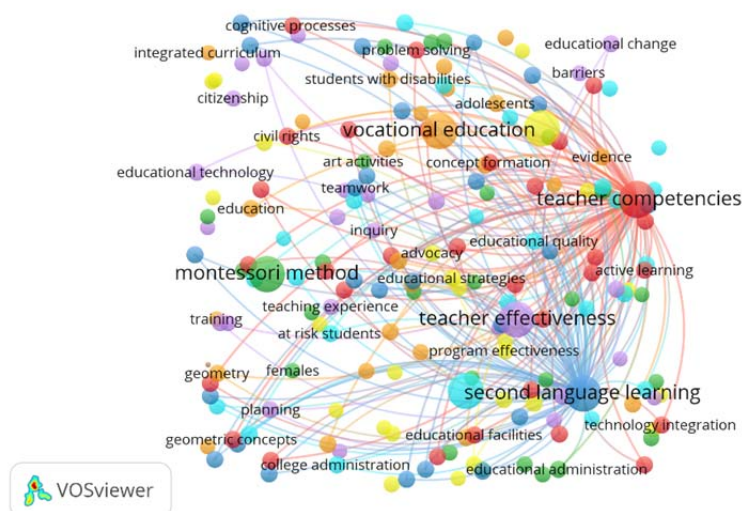 cognitive processes
educational change
problem solving
integrated curriculum
barriers
students with disabilities
citizenship
adolescents
vocational education
civil rights
evidence
art activities
concept formation
educational technology
teamwork
teacher competencies
education
inquiry
educational quality
advocacy
active learning
montessori method
educational strategies
teaching experience
training
teacher effectiveness
at risk students
program effectiveness
geometry
females
second language learning
planning
technology integration
educational facilities
geometric concepts
college administration
educational administration
VOSviewer